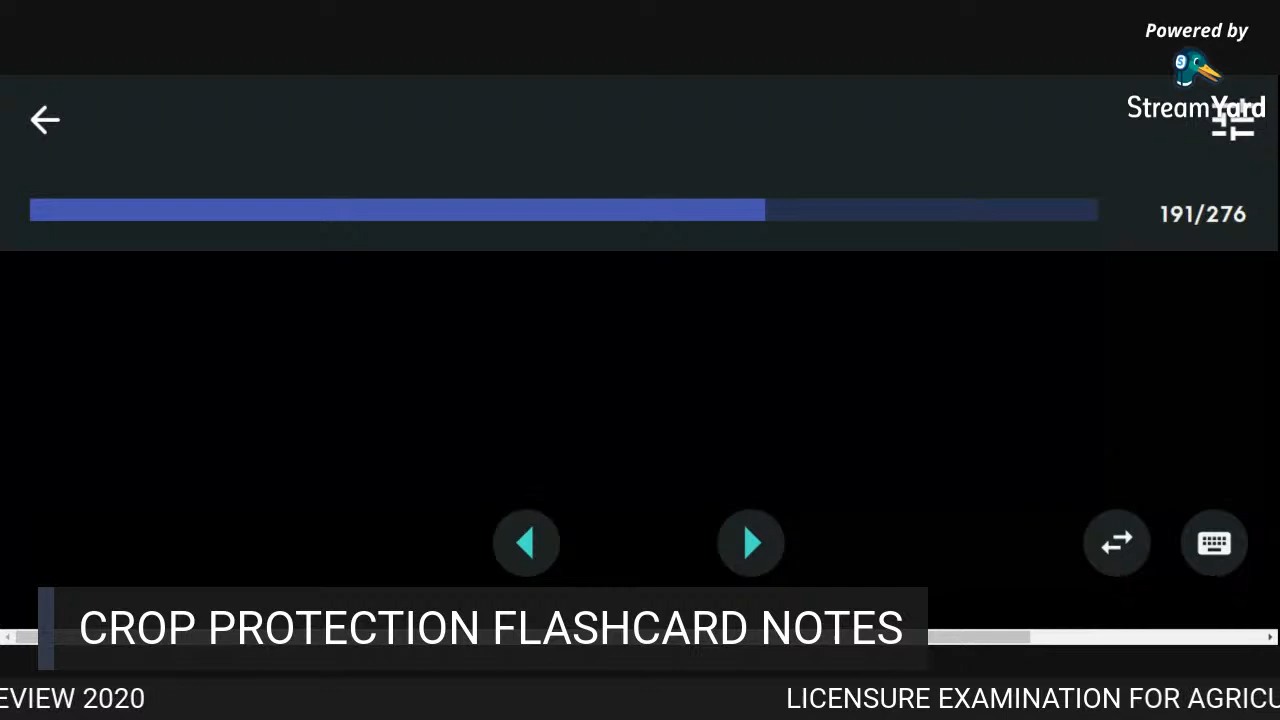 Powered by
StreamYard
191/276
CROP PROTECTION FLASHCARD NOTES
EVIEW 2020
LICENSURE EXAMINATION FOR AGRICU